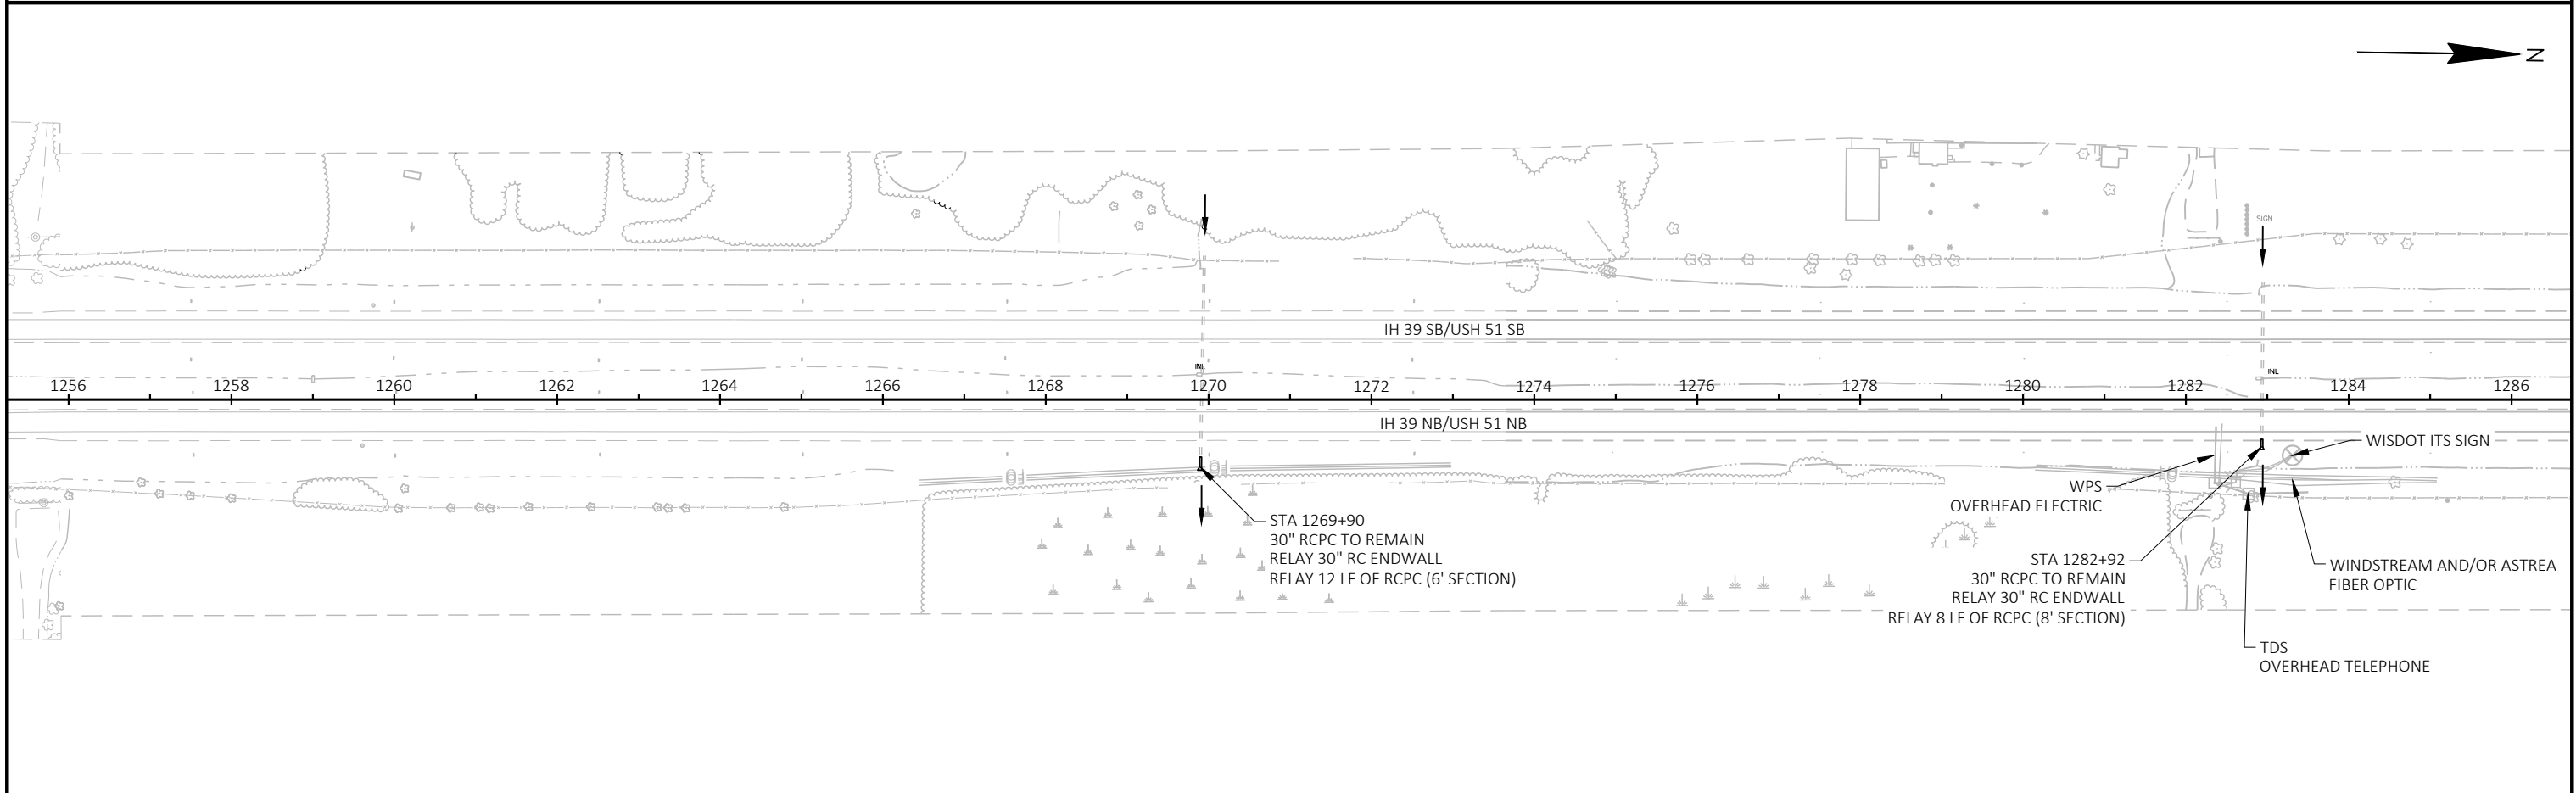 N
SIGN
IH 39 SB/USH 51 SB
INL
INL
1256 1258 1260 1262 1264 1266 1268 1270 1272 1274 1276 1278 1280 1282 1284 1286
IH 39 NB/USH 51 NB
WISDOT ITS SIGN
WPS
OVERHEAD ELECTRIC
STA 1269+90
30" RCPC TO REMAIN
RELAY 30" RC ENDWALL
RELAY 12 LF OF RCPC (6' SECTION)
STA 1282+92
30" RCPC TO REMAIN
RELAY 30" RC ENDWALL
RELAY 8 LF OF RCPC (8' SECTION)
WINDSTREAM AND/OR ASTREA
FIBER OPTIC
TDS
OVERHEAD TELEPHONE